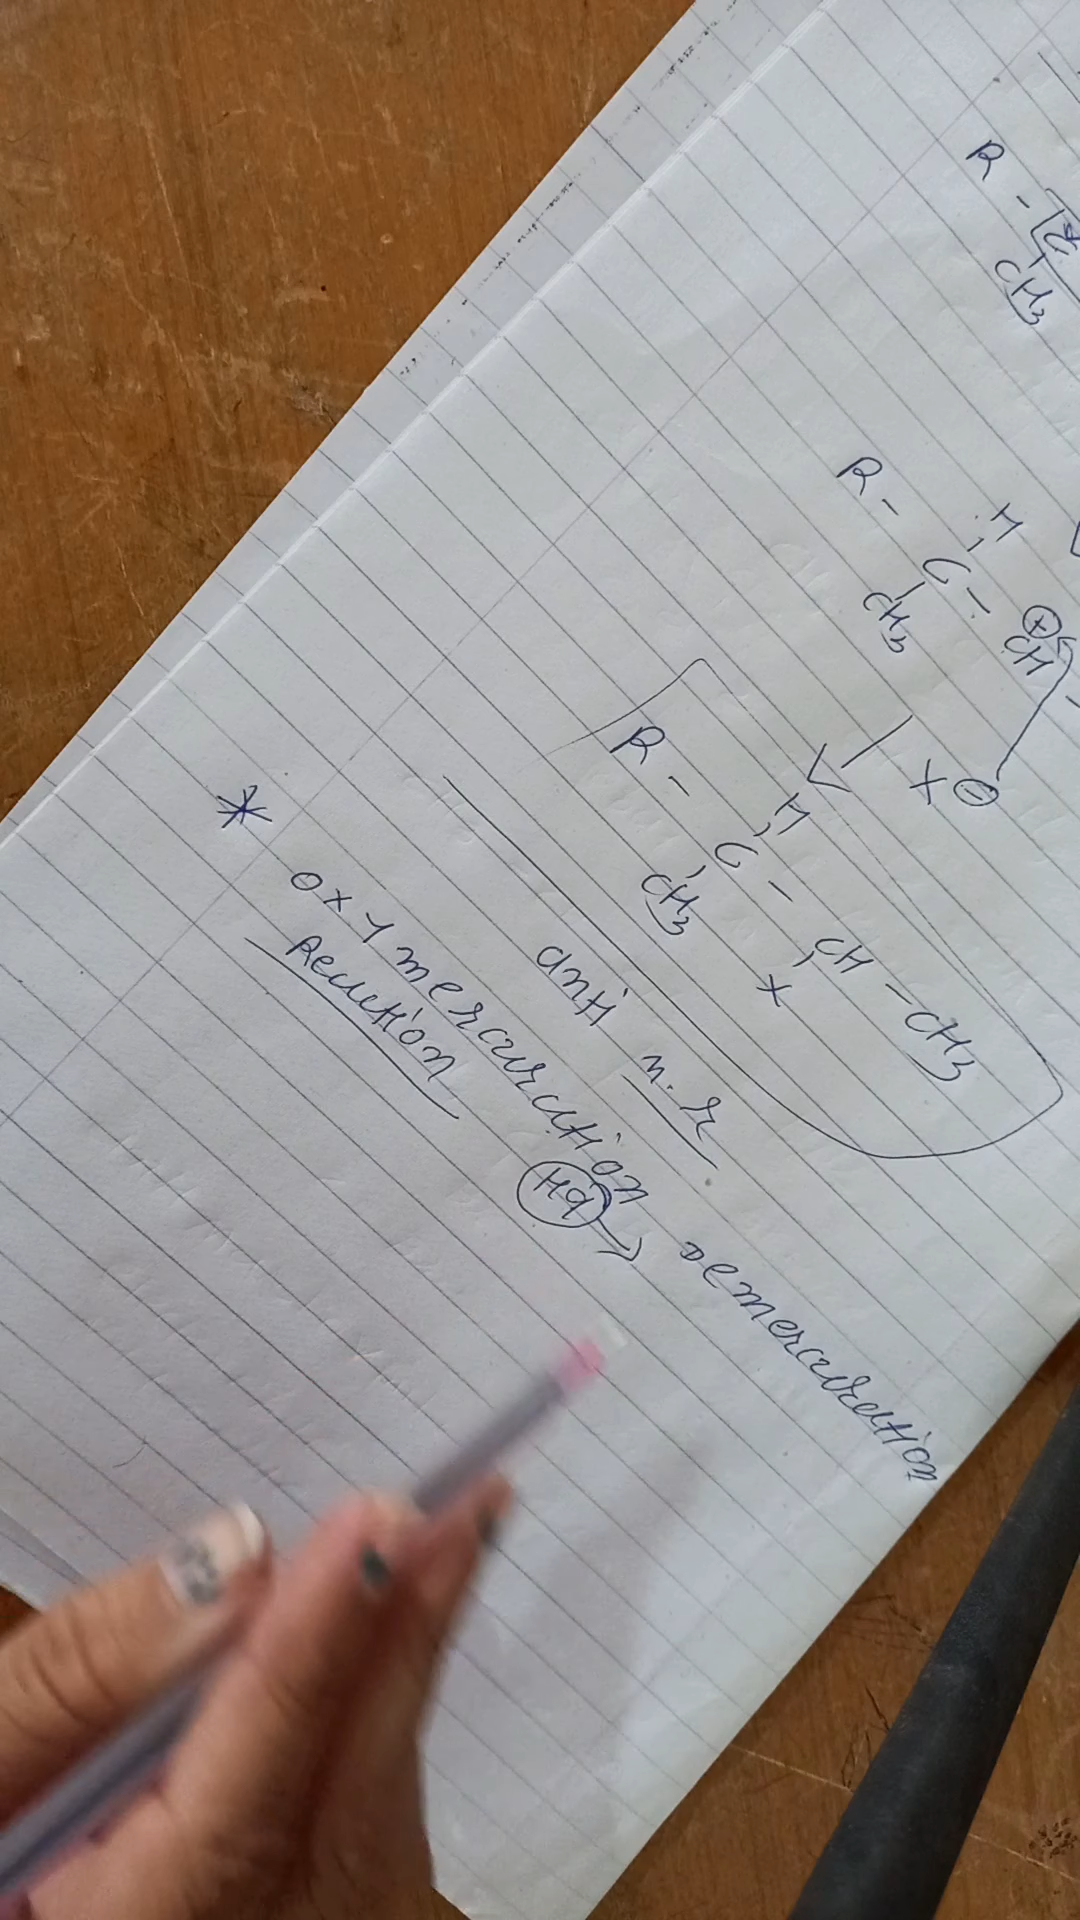 R - C
CH3
H
R - C - CH
CH3
⊕
X ⊖
H
R - C - CH - CH3
CH3 X
anti m.r
* oxymercuration Demercuration
Reaction
Hg →